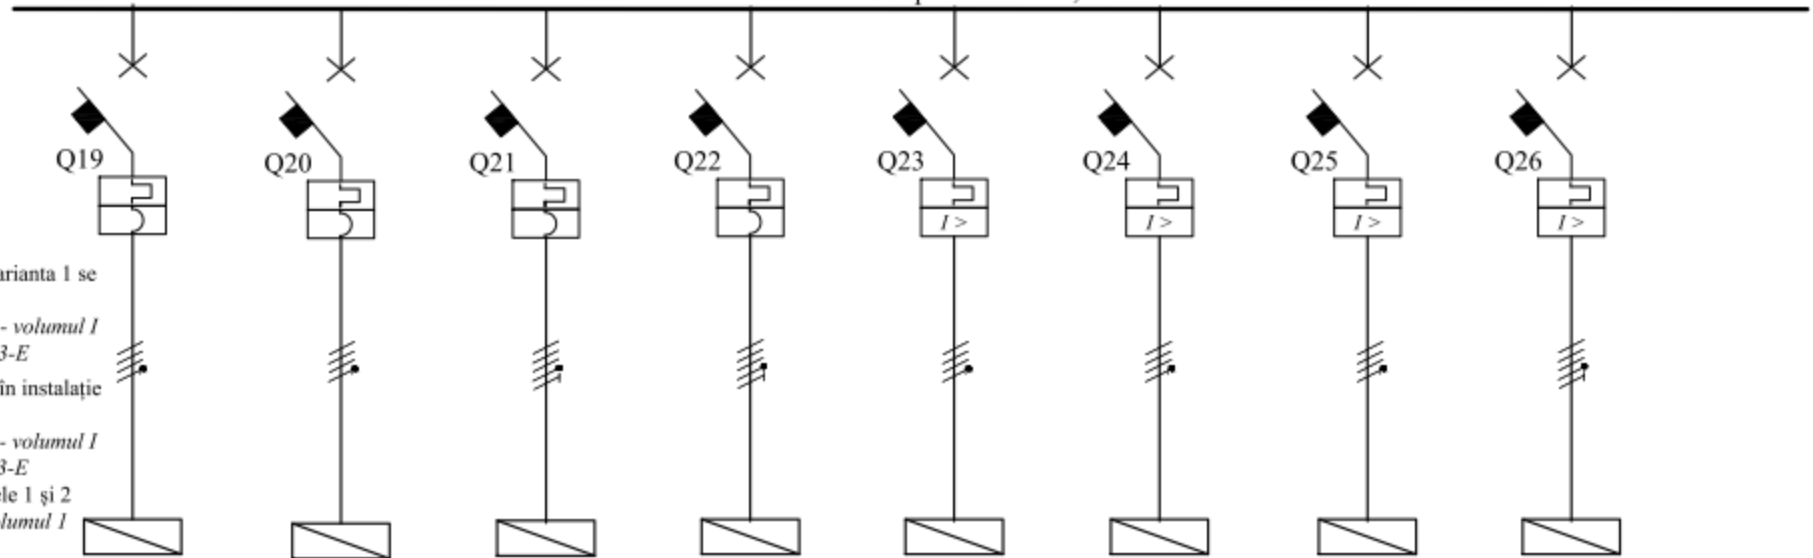 Q19
Q20
Q21
Q22
Q23
Q24
Q25
Q26
I >
I >
I >
I >
arianta 1 se
- volumul I
3-E
în instalație
- volumul I
3-E
ele 1 și 2
lumul I